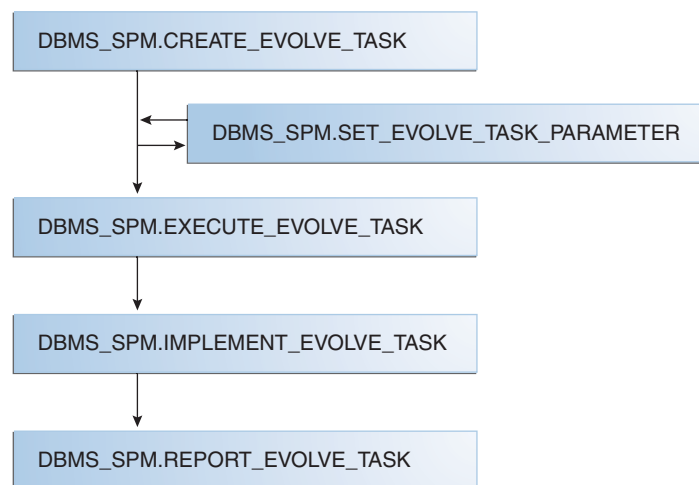 DBMS_SPM.CREATE_EVOLVE_TASK
DBMS_SPM.SET_EVOLVE_TASK_PARAMETER
DBMS_SPM.EXECUTE_EVOLVE_TASK
DBMS_SPM.IMPLEMENT_EVOLVE_TASK
DBMS_SPM.REPORT_EVOLVE_TASK